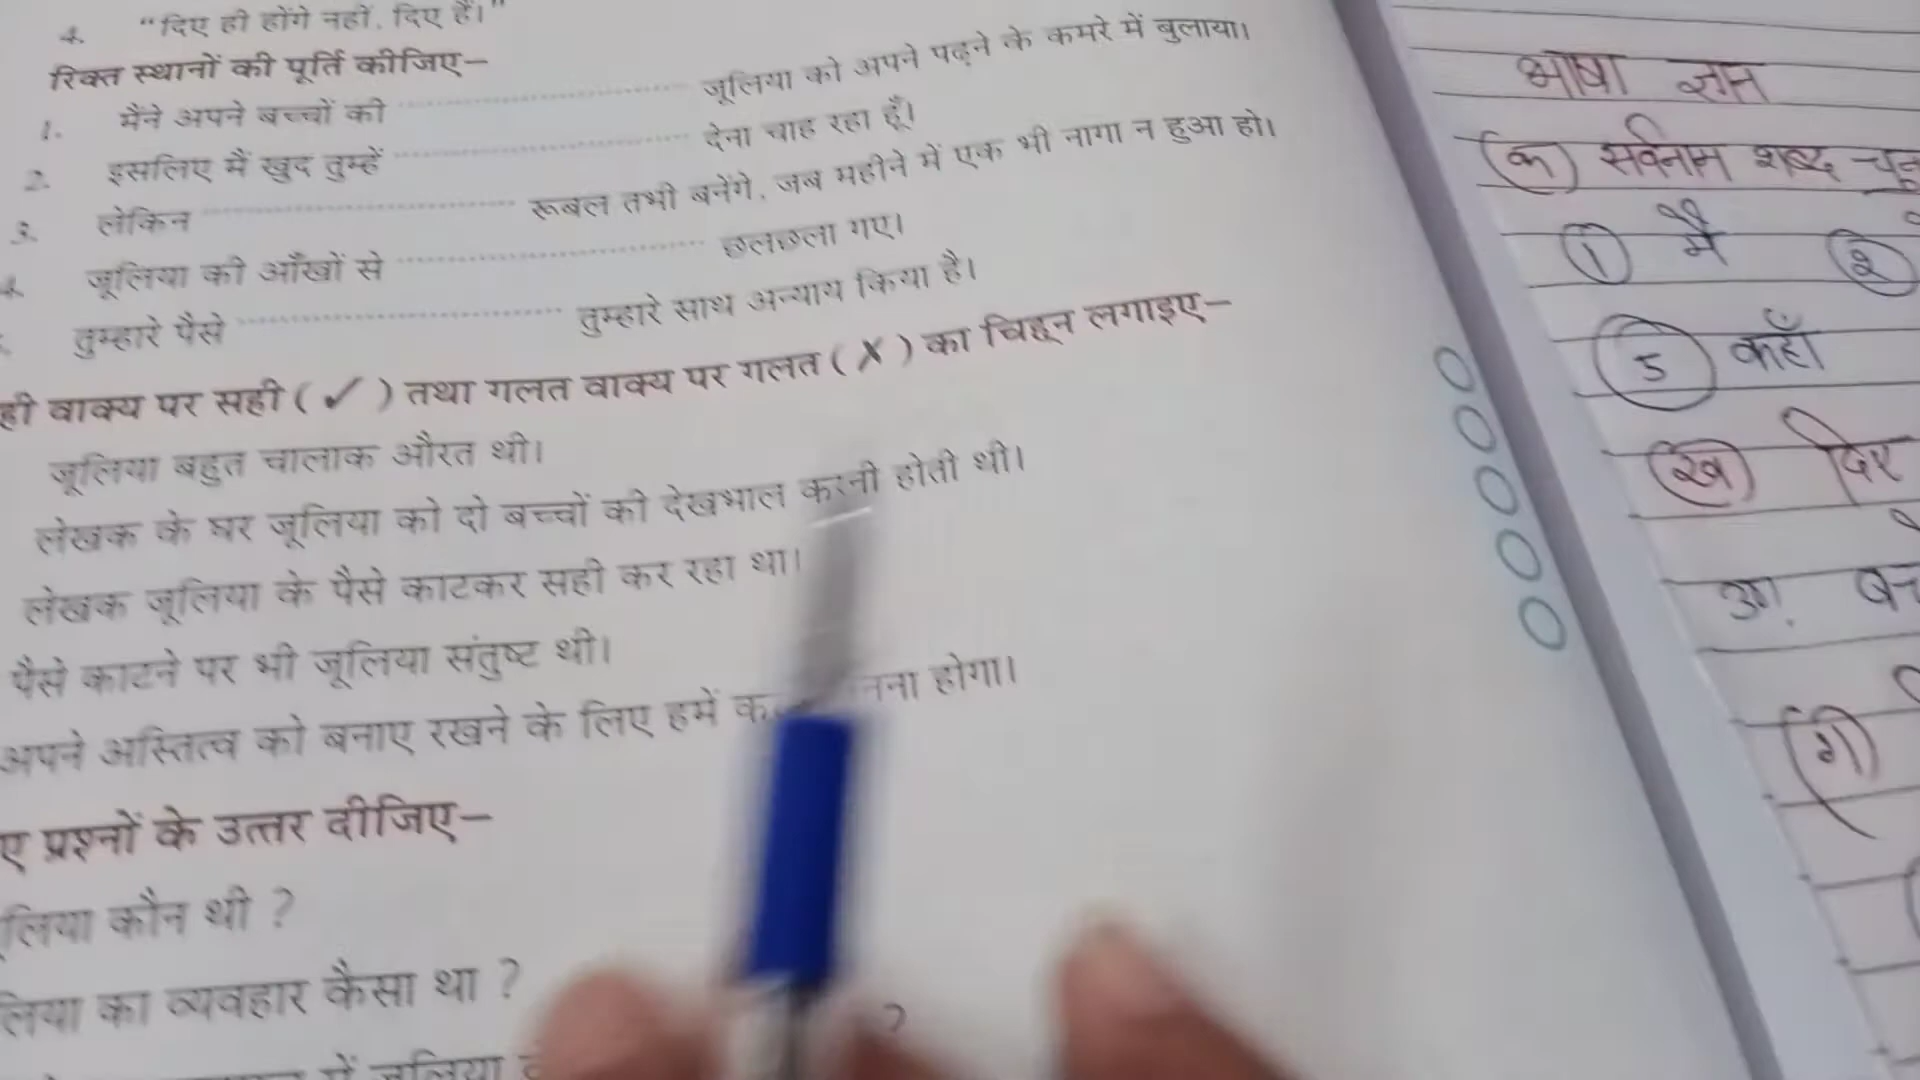 4. "दिए ही होंगे नहीं, दिए हैं।"
रिक्त स्थानों की पूर्ति कीजिए–
1. मैंने अपने बच्चों की ........................ जूलिया को अपने पढ़ने के कमरे में बुलाया।
2. इसलिए मैं खुद तुम्हें ........................ देना चाह रहा हूँ।
3. लेकिन ........................ रूबल तभी बनेंगे, जब महीने में एक भी नागा न हुआ हो।
4. जूलिया की आँखों से ........................ छलछला गए।
तुम्हारे पैसे ........................ तुम्हारे साथ अन्याय किया है।
ही वाक्य पर सही ( ✓ ) तथा गलत वाक्य पर गलत ( X ) का चिह्न लगाइए–
जूलिया बहुत चालाक औरत थी।
लेखक के घर जूलिया को दो बच्चों की देखभाल करनी होती थी।
लेखक जूलिया के पैसे काटकर सही कर रहा था।
पैसे काटने पर भी जूलिया संतुष्ट थी।
अपने अस्तित्व को बनाए रखने के लिए हमें होगा।
ए प्रश्नों के उत्तर दीजिए–
लिया कौन थी ?
लिया का व्यवहार कैसा था ?
में जूलिया
भाषा ज्ञान
(क) सर्वनाम शब्द
1 मैं 2
5 कहाँ
(ख) दिए
(ग)